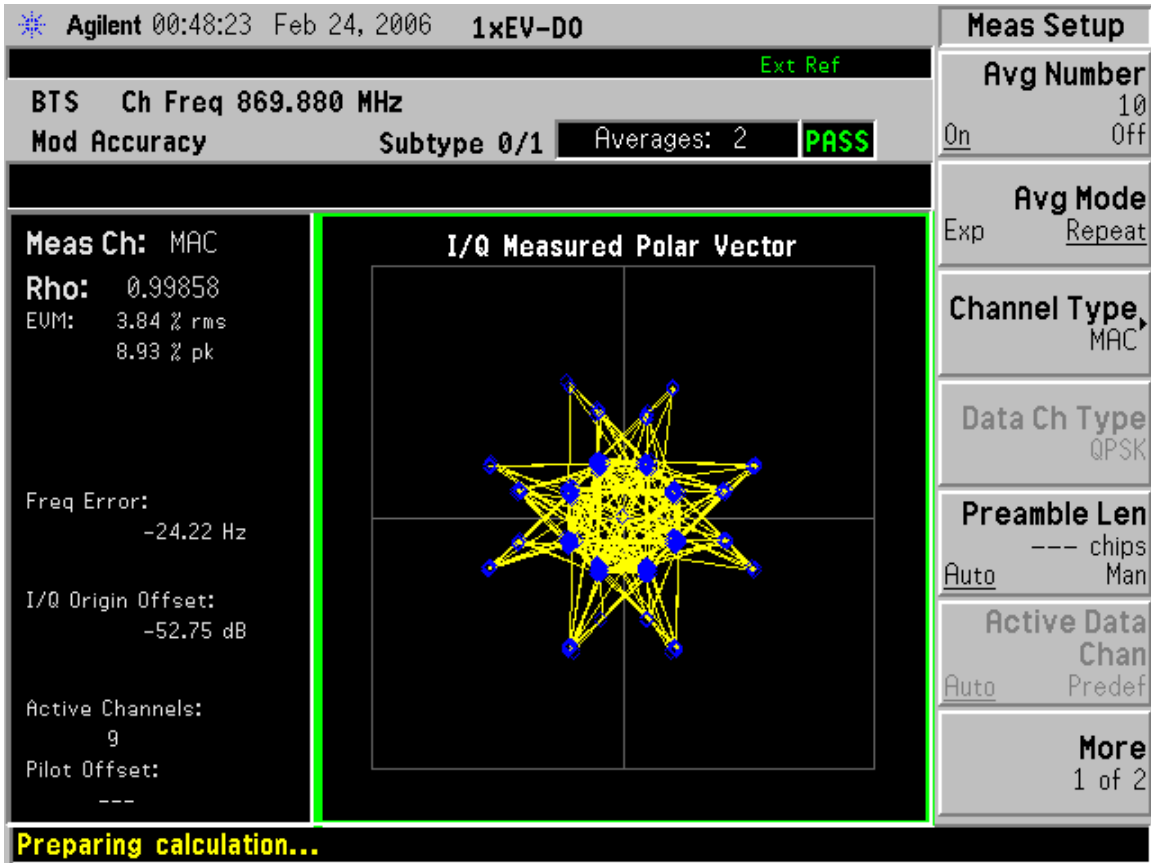 Agilent 00:48:23 Feb 24, 2006 1xEV-DO
Ext Ref
BTS Ch Freq 869.880 MHz
Mod Accuracy Subtype 0/1 Averages: 2 PASS
Meas Ch: MAC
Rho: 0.99858
EVM: 3.84 % rms
8.93 % pk
Freq Error:
-24.22 Hz
I/Q Origin Offset:
-52.75 dB
Active Channels:
9
Pilot Offset:
---
I/Q Measured Polar Vector
Meas Setup
Avg Number
10
On Off
Avg Mode
Exp Repeat
Channel Type
MAC
Data Ch Type
QPSK
Preamble Len
--- chips
Auto Man
Active Data
Chan
Auto Predef
More
1 of 2
Preparing calculation...